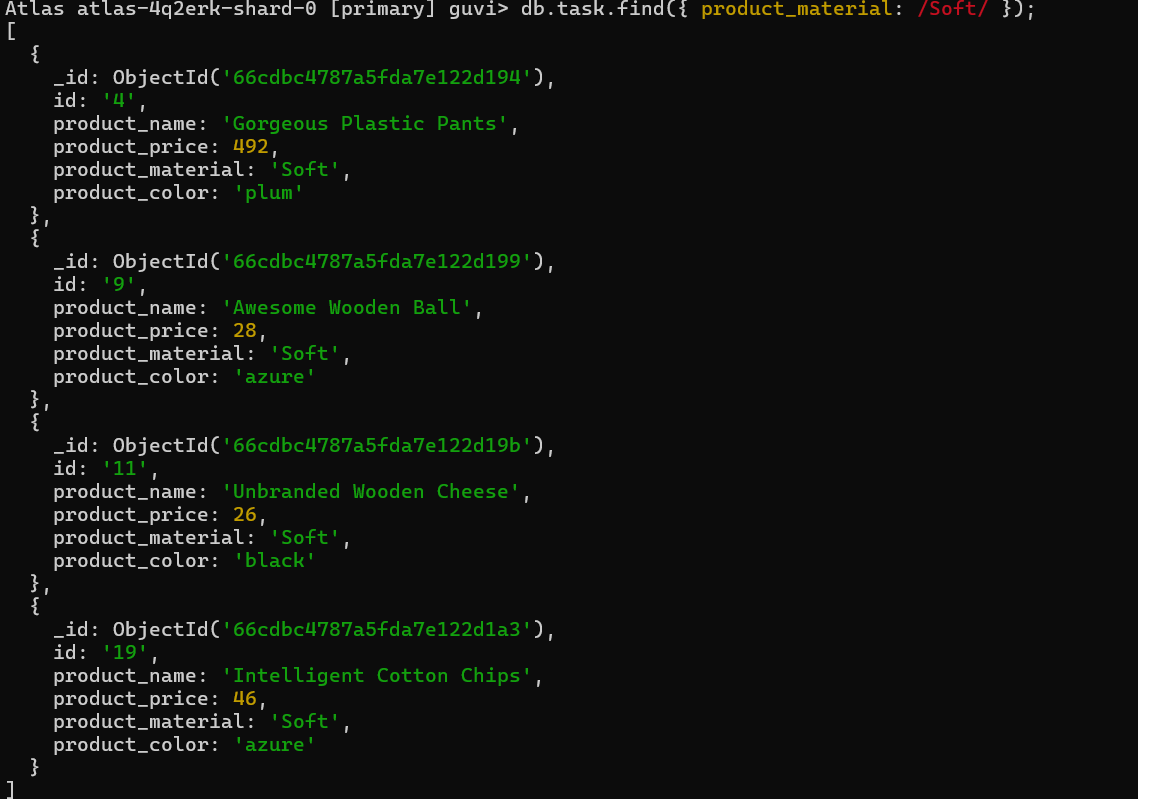 Atlas atlas-4q2erk-shard-0 [primary] guvi> db.task.find({ product_material: /Soft/ });
[
  {
    _id: ObjectId('66cdbc4787a5fda7e122d194'),
    id: '4',
    product_name: 'Gorgeous Plastic Pants',
    product_price: 492,
    product_material: 'Soft',
    product_color: 'plum'
  },
  {
    _id: ObjectId('66cdbc4787a5fda7e122d199'),
    id: '9',
    product_name: 'Awesome Wooden Ball',
    product_price: 28,
    product_material: 'Soft',
    product_color: 'azure'
  },
  {
    _id: ObjectId('66cdbc4787a5fda7e122d19b'),
    id: '11',
    product_name: 'Unbranded Wooden Cheese',
    product_price: 26,
    product_material: 'Soft',
    product_color: 'black'
  },
  {
    _id: ObjectId('66cdbc4787a5fda7e122d1a3'),
    id: '19',
    product_name: 'Intelligent Cotton Chips',
    product_price: 46,
    product_material: 'Soft',
    product_color: 'azure'
  }
]